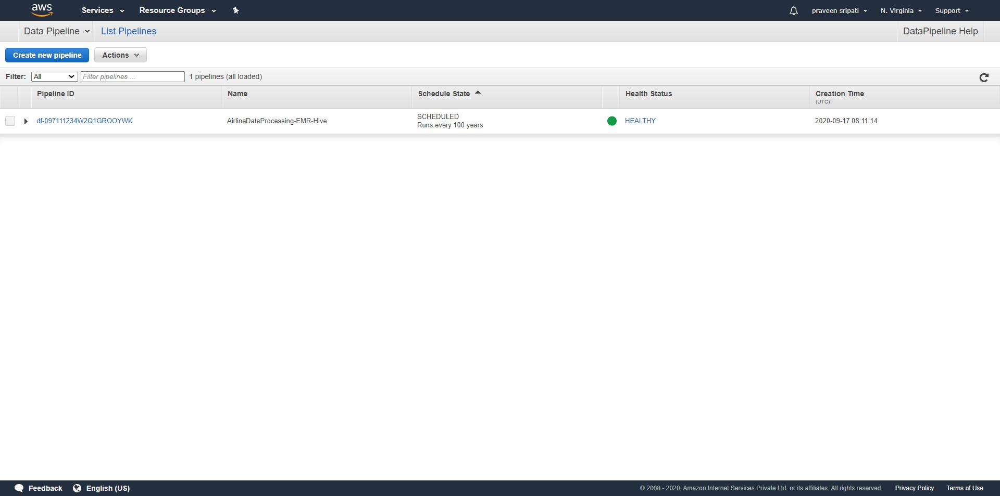 aws Services Resource Groups praveen sripati N. Virginia Support
Data Pipeline List Pipelines DataPipeline Help
Create new pipeline Actions
Filter: All Filter pipelines ... 1 pipelines (all loaded)
Pipeline ID Name Schedule State Health Status Creation Time
(UTC)
df-097111234W2Q1GROOYWK AirlineDataProcessing-EMR-Hive SCHEDULED HEALTHY 2020-09-17 08:11:14
Runs every 100 years
Feedback English (US) © 2008 - 2020, Amazon Internet Services Private Ltd. or its affiliates. All rights reserved. Privacy Policy Terms of Use